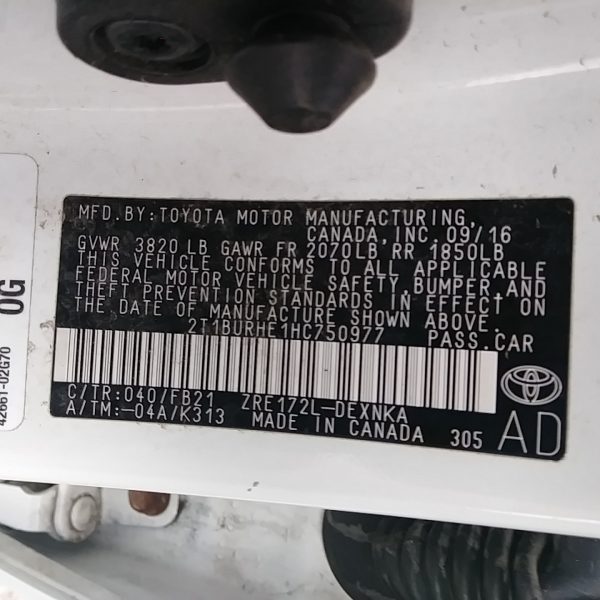 MFD.BY:TOYOTA MOTOR MANUFACTURING,
CANADA,INC. 09/16
GVWR 3820 LB GAWR FR 2070LB RR 1850LB
THIS VEHICLE CONFORMS TO ALL APPLICABLE
FEDERAL MOTOR VEHICLE SAFETY,BUMPER,AND
THEFT PREVENTION STANDARDS IN EFFECT ON
THE DATE OF MANUFACTURE SHOWN ABOVE.
2T1BURHE1HC750977 PASS.CAR
C/TR:040/FB21 ZRE172L-DEXNKA
A/TM:-04A/K313 MADE IN CANADA 305 AD
42661-02G70
0G